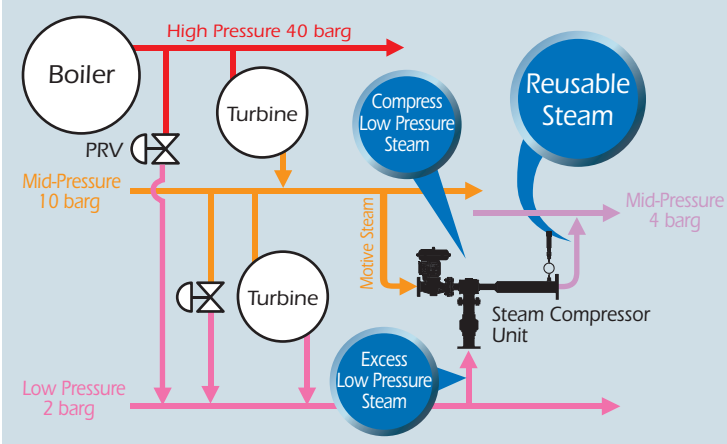 High Pressure 40 barg
Boiler
Turbine
PRV
Compress
Low Pressure
Steam
Reusable
Steam
Mid-Pressure
10 barg
Mid-Pressure
4 barg
Motive Steam
Turbine
Steam Compressor
Unit
Excess
Low Pressure
Steam
Low Pressure
2 barg